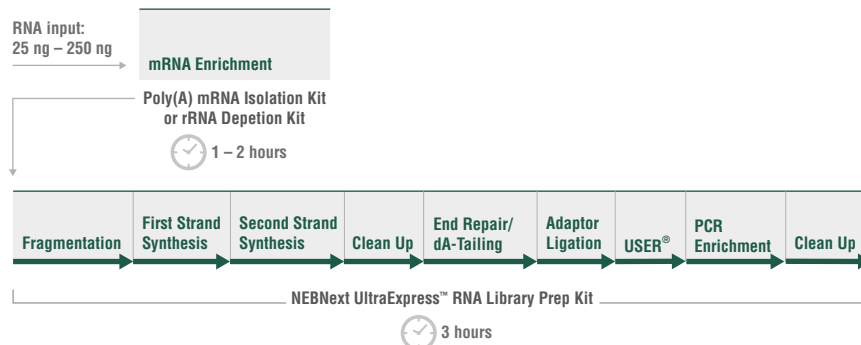 RNA input:
25 ng – 250 ng
mRNA Enrichment
Poly(A) mRNA Isolation Kit
or rRNA Depetion Kit
1 – 2 hours
Fragmentation
First Strand
Synthesis
Second Strand
Synthesis
Clean Up
End Repair/
dA-Tailing
Adaptor
Ligation
USER®
PCR
Enrichment
Clean Up
NEBNext UltraExpress™ RNA Library Prep Kit
3 hours